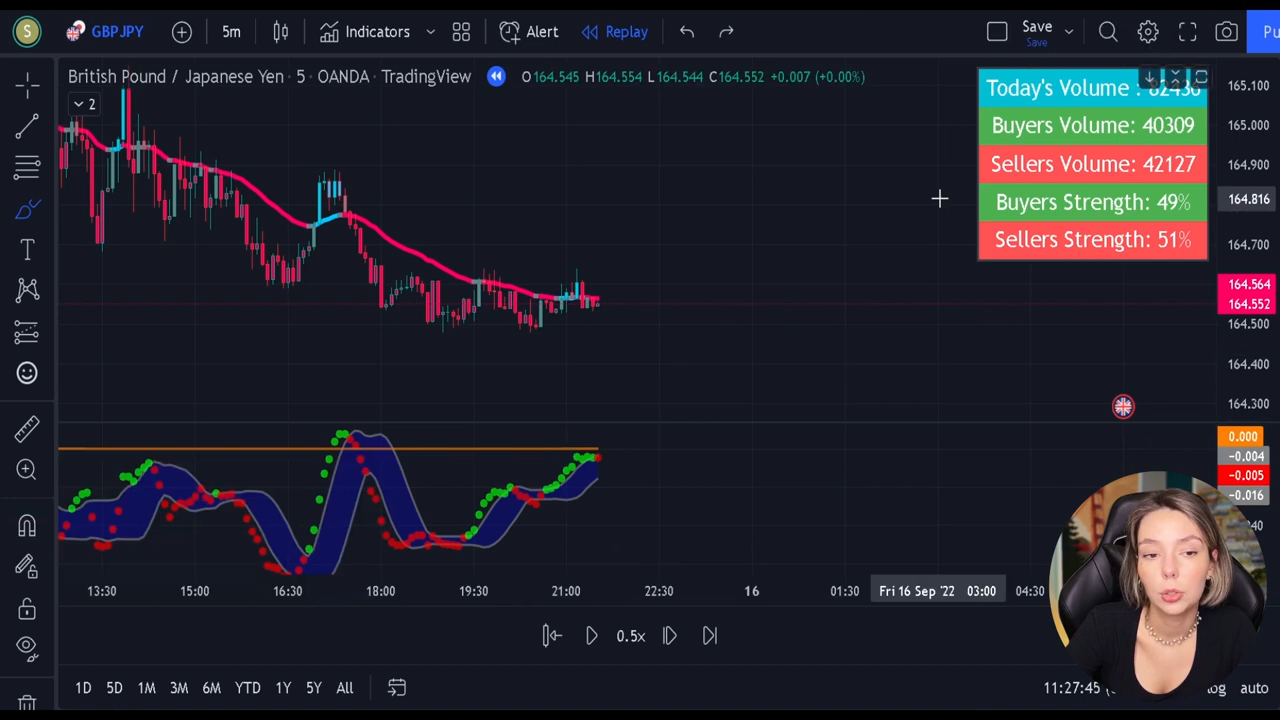 S
GBPJPY
5m
Indicators
Alert
Replay
Save
Save
Pu
British Pound / Japanese Yen · 5 · OANDA · TradingView
O164.545 H164.554 L164.544 C164.552 +0.007 (+0.00%)
2
Today's Volume : 82436
Buyers Volume: 40309
Sellers Volume: 42127
Buyers Strength: 49%
Sellers Strength: 51%
165.100
165.000
164.900
164.816
164.700
164.564
164.552
164.500
164.400
164.300
0.000
−0.004
−0.005
−0.016
13:30
15:00
16:30
18:00
19:30
21:00
22:30
16
01:30
Fri 16 Sep '22 03:00
04:30
0.5x
1D
5D
1M
3M
6M
YTD
1Y
5Y
All
11:27:45
log
auto